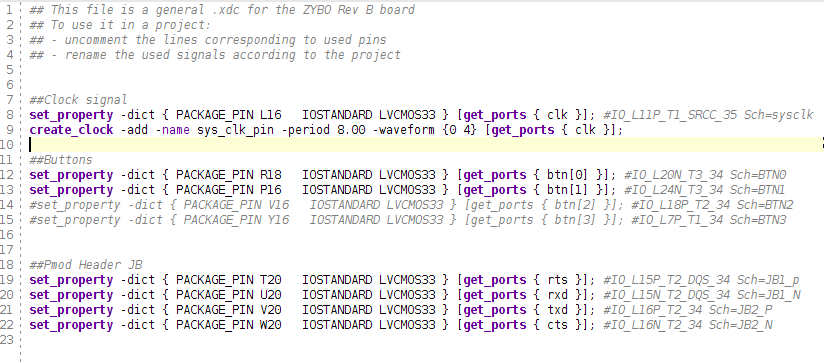 1 ## This file is a general .xdc for the ZYBO Rev B board
2 ## To use it in a project:
3 ## - uncomment the lines corresponding to used pins
4 ## - rename the used signals according to the project
5
6
7 ##Clock signal
8 set_property -dict { PACKAGE_PIN L16   IOSTANDARD LVCMOS33 } [get_ports { clk }]; #IO_L11P_T1_SRCC_35 Sch=sysclk
9 create_clock -add -name sys_clk_pin -period 8.00 -waveform {0 4} [get_ports { clk }];
10
11 ##Buttons
12 set_property -dict { PACKAGE_PIN R18   IOSTANDARD LVCMOS33 } [get_ports { btn[0] }]; #IO_L20N_T3_34 Sch=BTN0
13 set_property -dict { PACKAGE_PIN P16   IOSTANDARD LVCMOS33 } [get_ports { btn[1] }]; #IO_L24N_T3_34 Sch=BTN1
14 #set_property -dict { PACKAGE_PIN V16   IOSTANDARD LVCMOS33 } [get_ports { btn[2] }]; #IO_L18P_T2_34 Sch=BTN2
15 #set_property -dict { PACKAGE_PIN Y16   IOSTANDARD LVCMOS33 } [get_ports { btn[3] }]; #IO_L7P_T1_34 Sch=BTN3
16
17
18 ##Pmod Header JB
19 set_property -dict { PACKAGE_PIN T20   IOSTANDARD LVCMOS33 } [get_ports { rts }]; #IO_L15P_T2_DQS_34 Sch=JB1_p
20 set_property -dict { PACKAGE_PIN U20   IOSTANDARD LVCMOS33 } [get_ports { rxd }]; #IO_L15N_T2_DQS_34 Sch=JB1_N
21 set_property -dict { PACKAGE_PIN V20   IOSTANDARD LVCMOS33 } [get_ports { txd }]; #IO_L16P_T2_34 Sch=JB2_P
22 set_property -dict { PACKAGE_PIN W20   IOSTANDARD LVCMOS33 } [get_ports { cts }]; #IO_L16N_T2_34 Sch=JB2_N
23